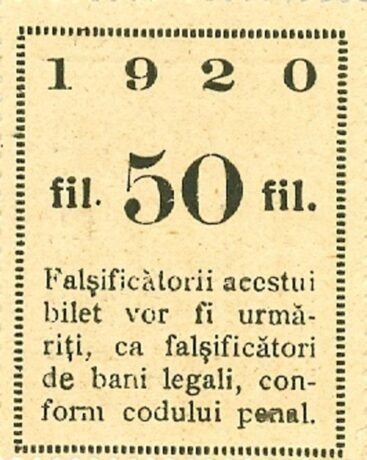 1 9 2 0
fil. 50 fil.
Falşificătorii acestui
bilet vor fi urmă-
riţi, ca falşificători
de bani legali, con-
form codului penal.